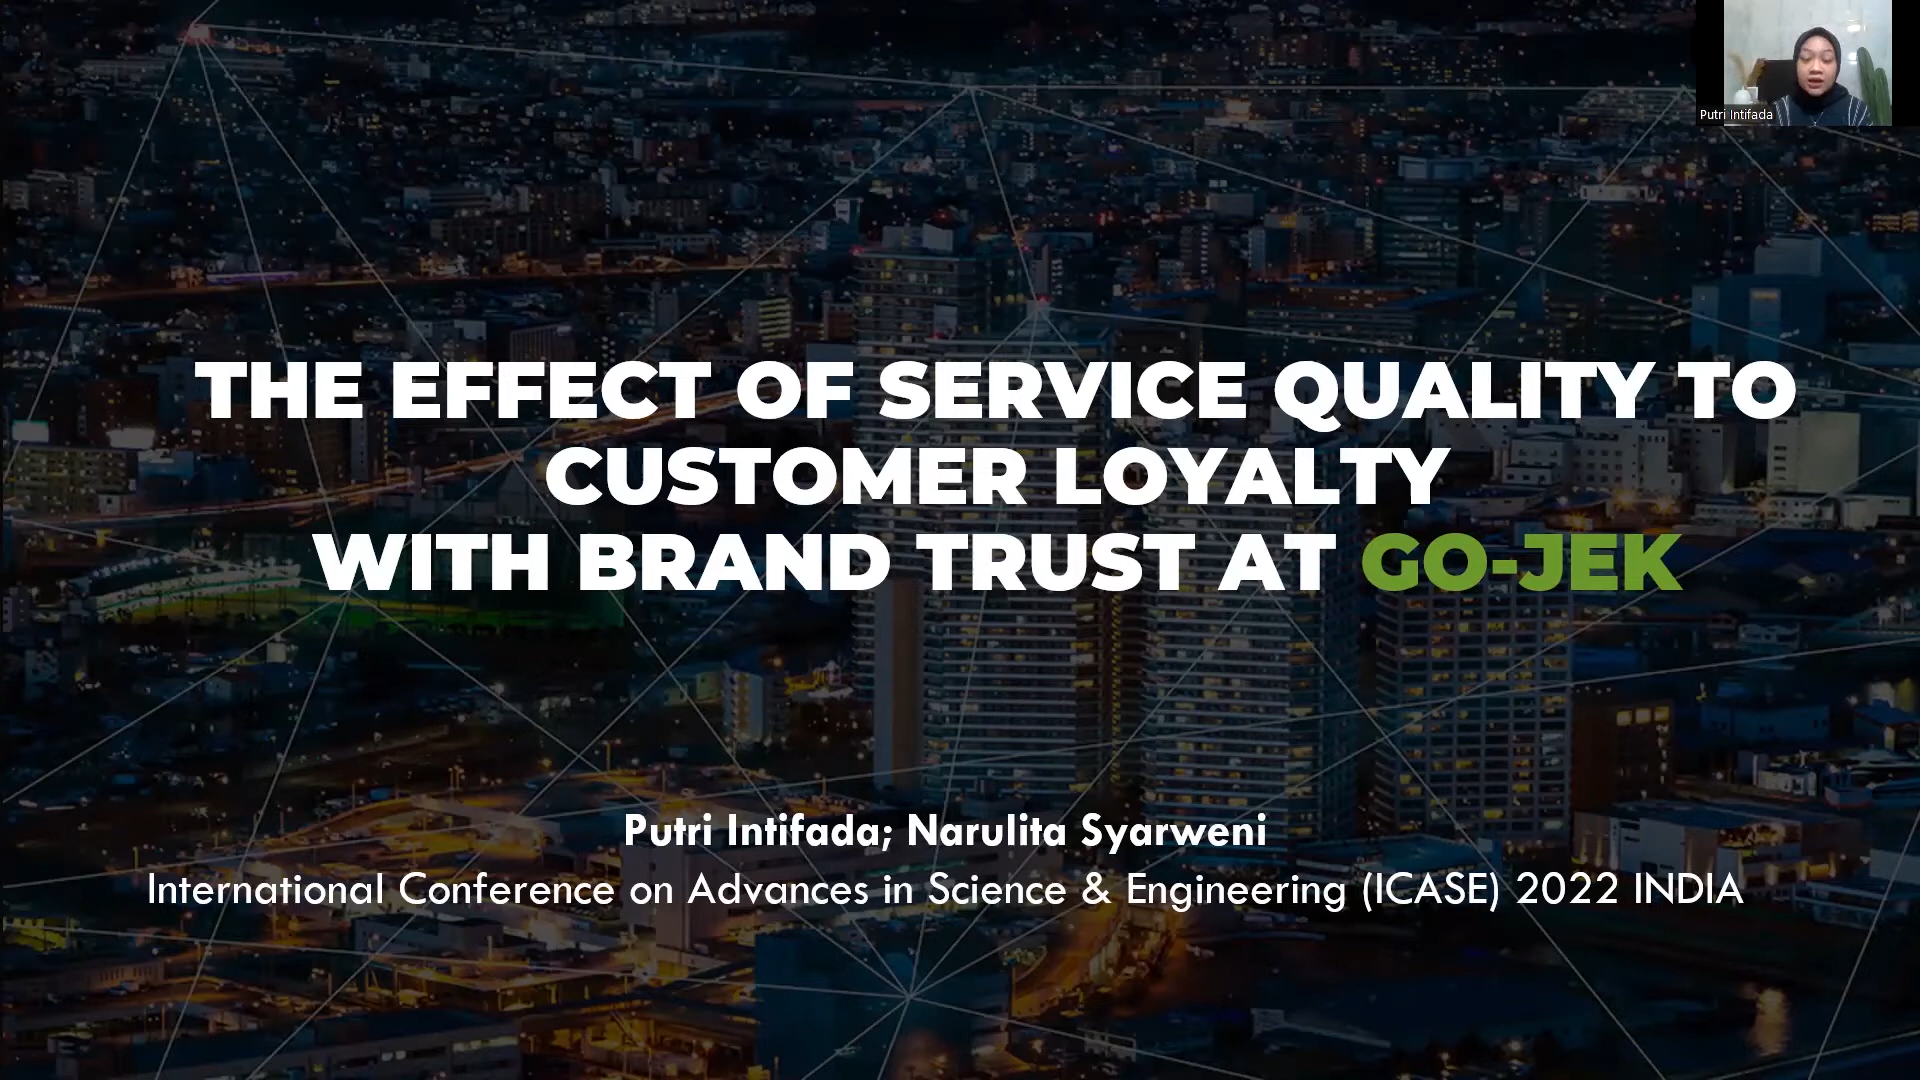 Putri Intifada
THE EFFECT OF SERVICE QUALITY TO
CUSTOMER LOYALTY
WITH BRAND TRUST AT GO-JEK
Putri Intifada; Narulita Syarweni
International Conference on Advances in Science & Engineering (ICASE) 2022 INDIA